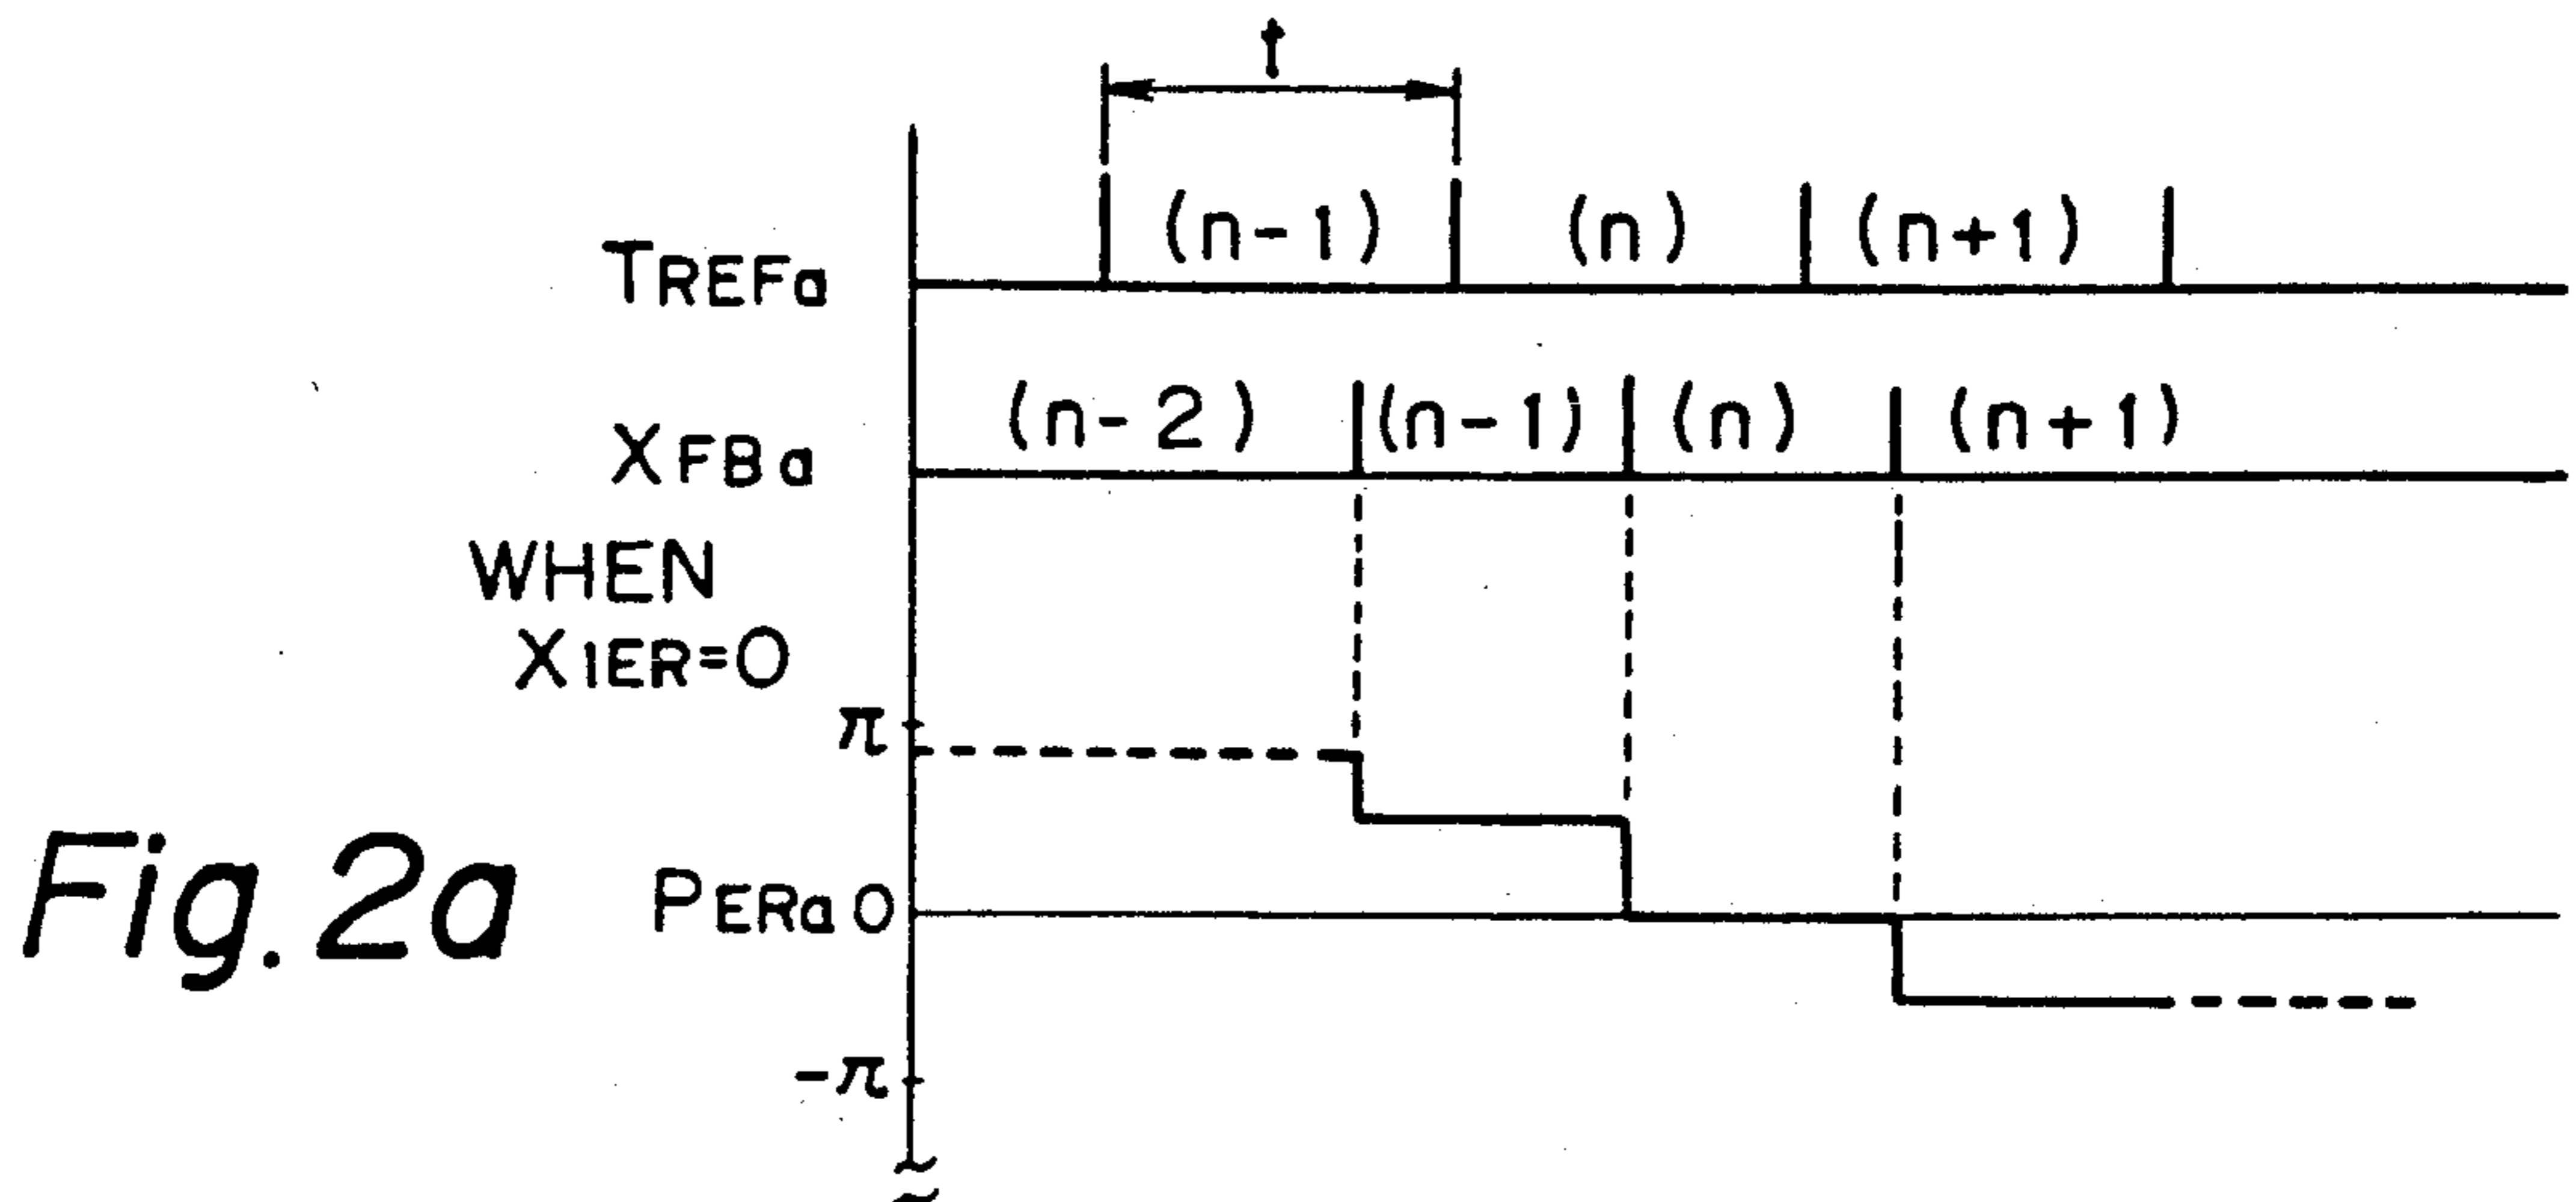 t
TREFa (n-1) (n) (n+1)
XFBa (n-2) (n-1) (n) (n+1)
WHEN
X1ER=0
π
Fig. 2a PERa 0
-π